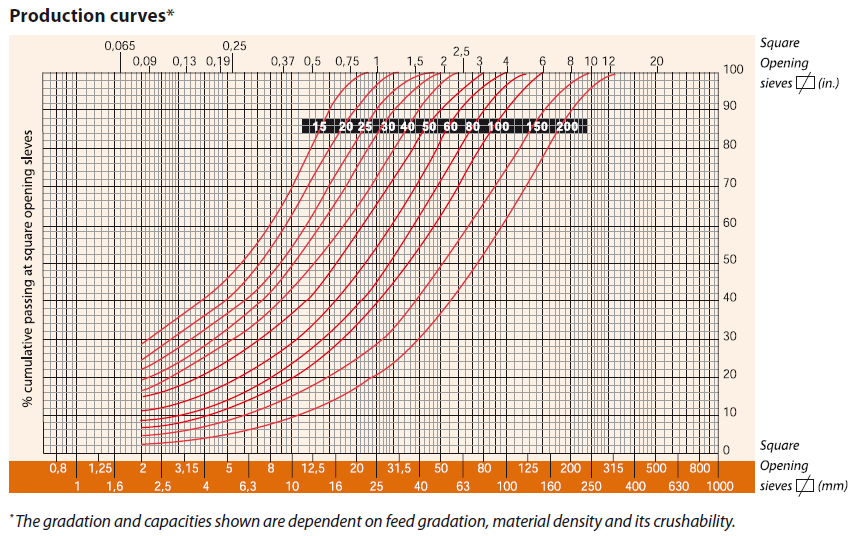 Production curves*
Square
Opening
sieves (in.)
0,065 0,25 2,5
0,09 0,13 0,19 0,37 0,5 0,75 1 1,5 2 3 4 6 8 10 12 20
% cumulative passing at square opening sleves
100
90
80
70
60
50
40
30
20
10
0
15 20 25 30 40 50 60 80 100 150 200
0,8 1,25 2 3,15 5 8 12,5 20 31,5 50 80 125 200 315 500 800
1 1,6 2,5 4 6,3 10 16 25 40 63 100 160 250 400 630 1000
Square
Opening
sieves (mm)
*The gradation and capacities shown are dependent on feed gradation, material density and its crushability.